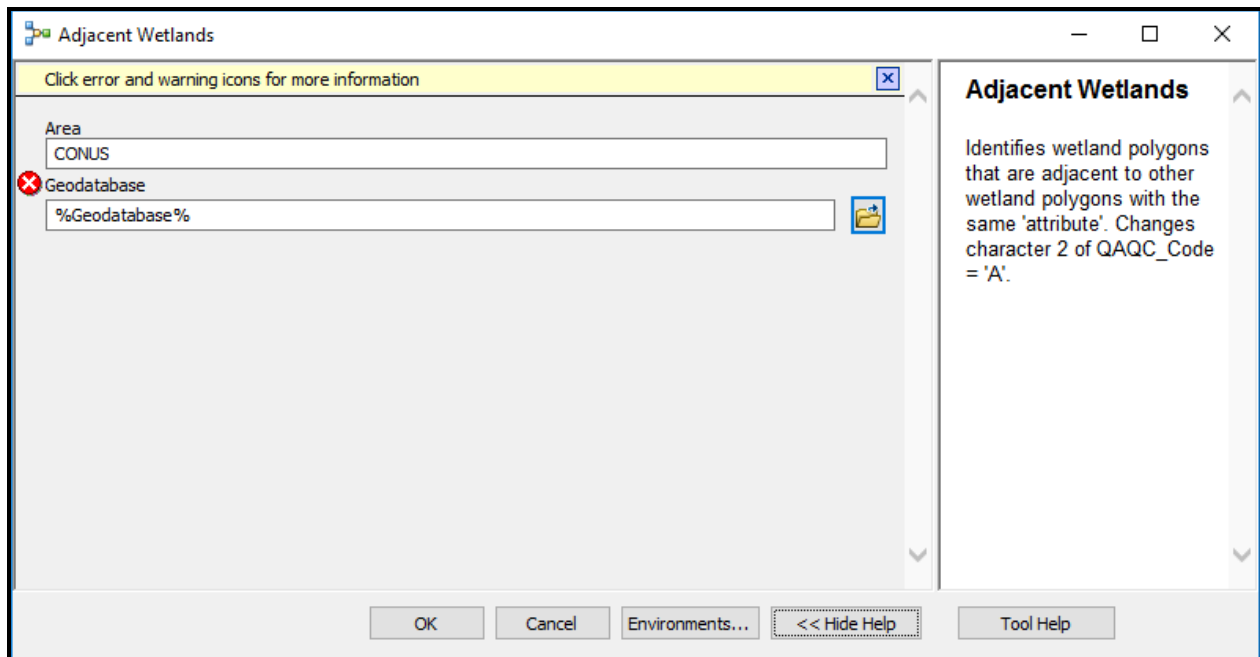 Adjacent Wetlands
Click error and warning icons for more information
Area
CONUS
Geodatabase
%Geodatabase%
Adjacent Wetlands
Identifies wetland polygons
that are adjacent to other
wetland polygons with the
same 'attribute'. Changes
character 2 of QAQC_Code
= 'A'.
OK
Cancel
Environments...
<< Hide Help
Tool Help